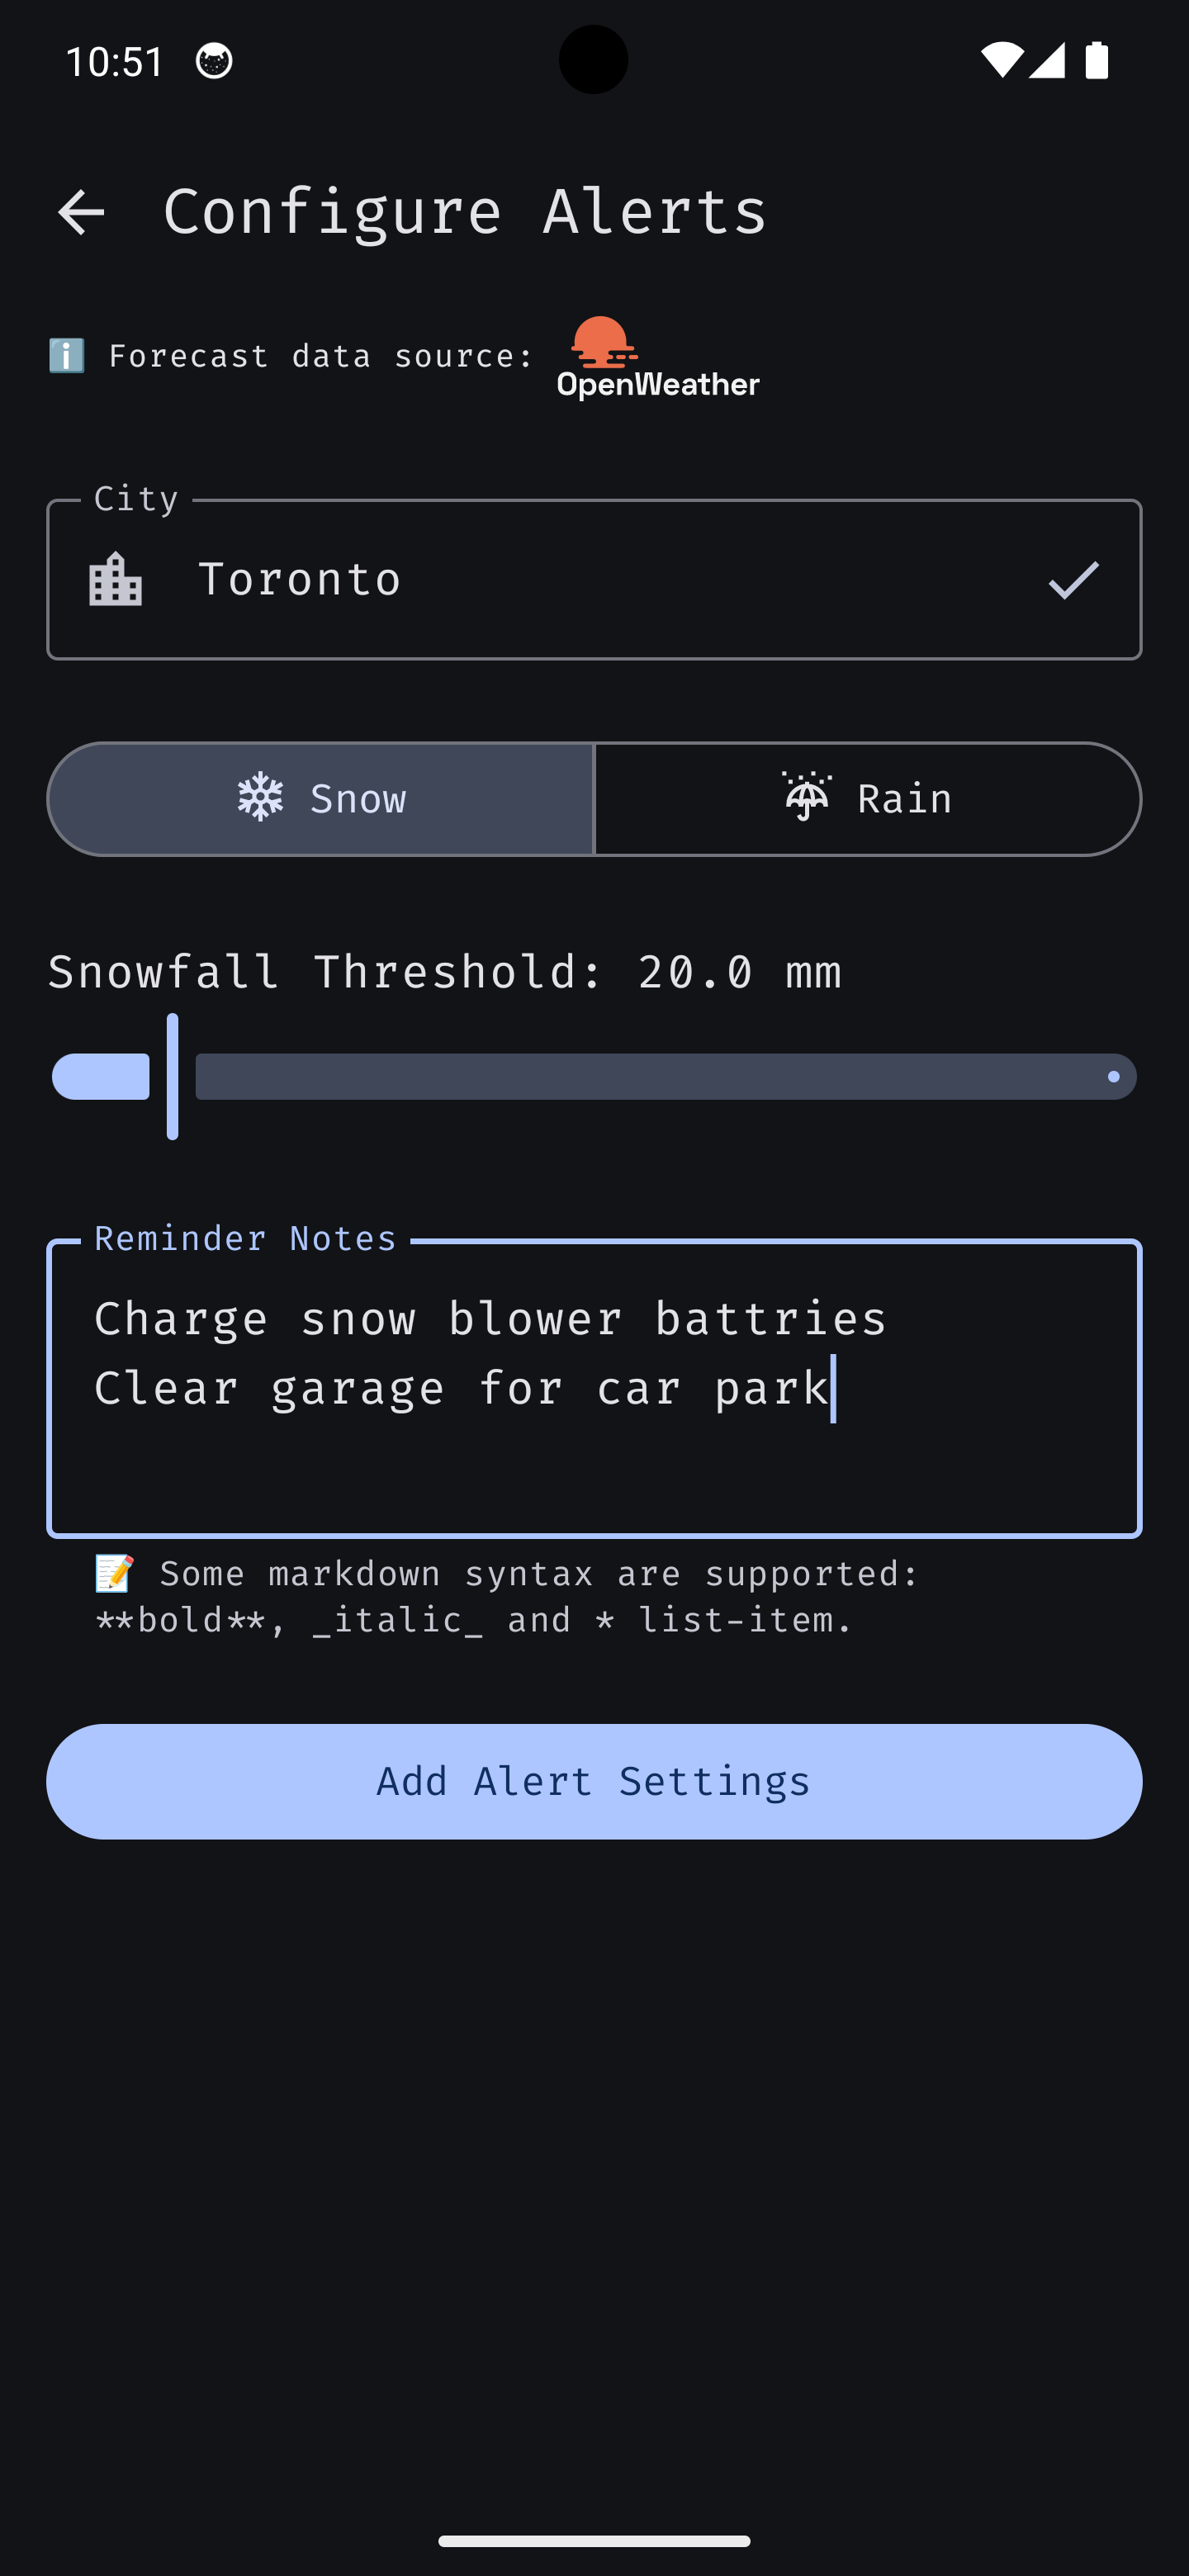 10:51
Configure Alerts
ℹ️ Forecast data source:
OpenWeather
City
Toronto
Snow
Rain
Snowfall Threshold: 20.0 mm
Reminder Notes
Charge snow blower battries
Clear garage for car park
📝 Some markdown syntax are supported:
**bold**, _italic_ and * list-item.
Add Alert Settings